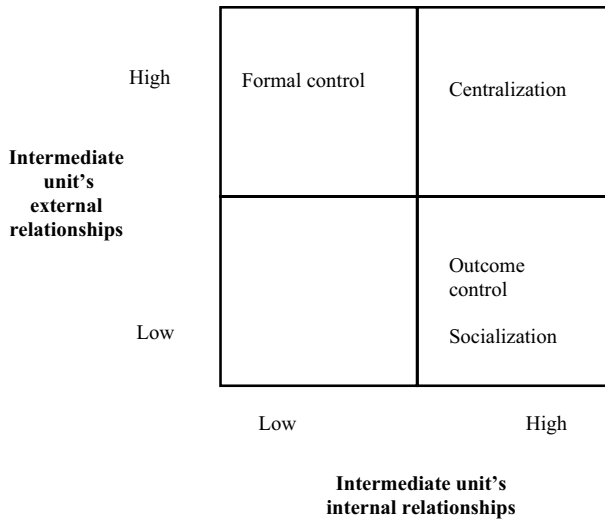 High
Formal control
Centralization
Intermediate
unit's
external
relationships
Outcome
control
Low
Socialization
Low
High
Intermediate unit's
internal relationships